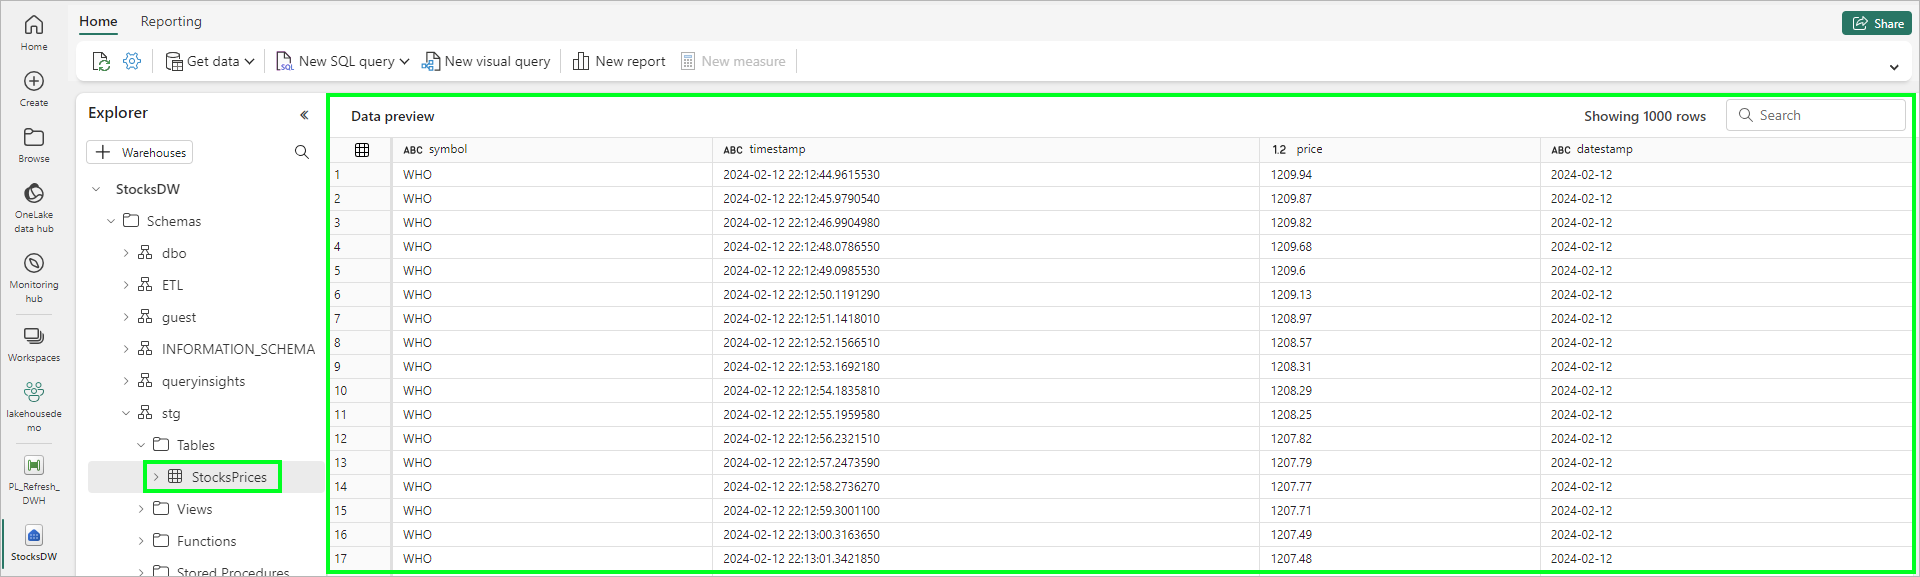 Home Reporting
Share
Get data New SQL query New visual query New report New measure
Home
Create
Browse
OneLake
data hub
Monitoring
hub
Workspaces
lakehousede
mo
PL_Refresh_
DWH
StocksDW
Explorer
Warehouses
StocksDW
Schemas
dbo
ETL
guest
INFORMATION_SCHEMA
queryinsights
stg
Tables
StocksPrices
Views
Functions
Stored Procedures
Data preview Showing 1000 rows Search
ABC symbol ABC timestamp 1.2 price ABC datestamp
1 WHO 2024-02-12 22:12:44.9615530 1209.94 2024-02-12
2 WHO 2024-02-12 22:12:45.9790540 1209.87 2024-02-12
3 WHO 2024-02-12 22:12:46.9904980 1209.82 2024-02-12
4 WHO 2024-02-12 22:12:48.0786550 1209.68 2024-02-12
5 WHO 2024-02-12 22:12:49.0985530 1209.6 2024-02-12
6 WHO 2024-02-12 22:12:50.1191290 1209.13 2024-02-12
7 WHO 2024-02-12 22:12:51.1418010 1208.97 2024-02-12
8 WHO 2024-02-12 22:12:52.1566510 1208.57 2024-02-12
9 WHO 2024-02-12 22:12:53.1692180 1208.31 2024-02-12
10 WHO 2024-02-12 22:12:54.1835810 1208.29 2024-02-12
11 WHO 2024-02-12 22:12:55.1959580 1208.25 2024-02-12
12 WHO 2024-02-12 22:12:56.2321510 1207.82 2024-02-12
13 WHO 2024-02-12 22:12:57.2473590 1207.79 2024-02-12
14 WHO 2024-02-12 22:12:58.2736270 1207.77 2024-02-12
15 WHO 2024-02-12 22:12:59.3001100 1207.71 2024-02-12
16 WHO 2024-02-12 22:13:00.3163650 1207.49 2024-02-12
17 WHO 2024-02-12 22:13:01.3421850 1207.48 2024-02-12